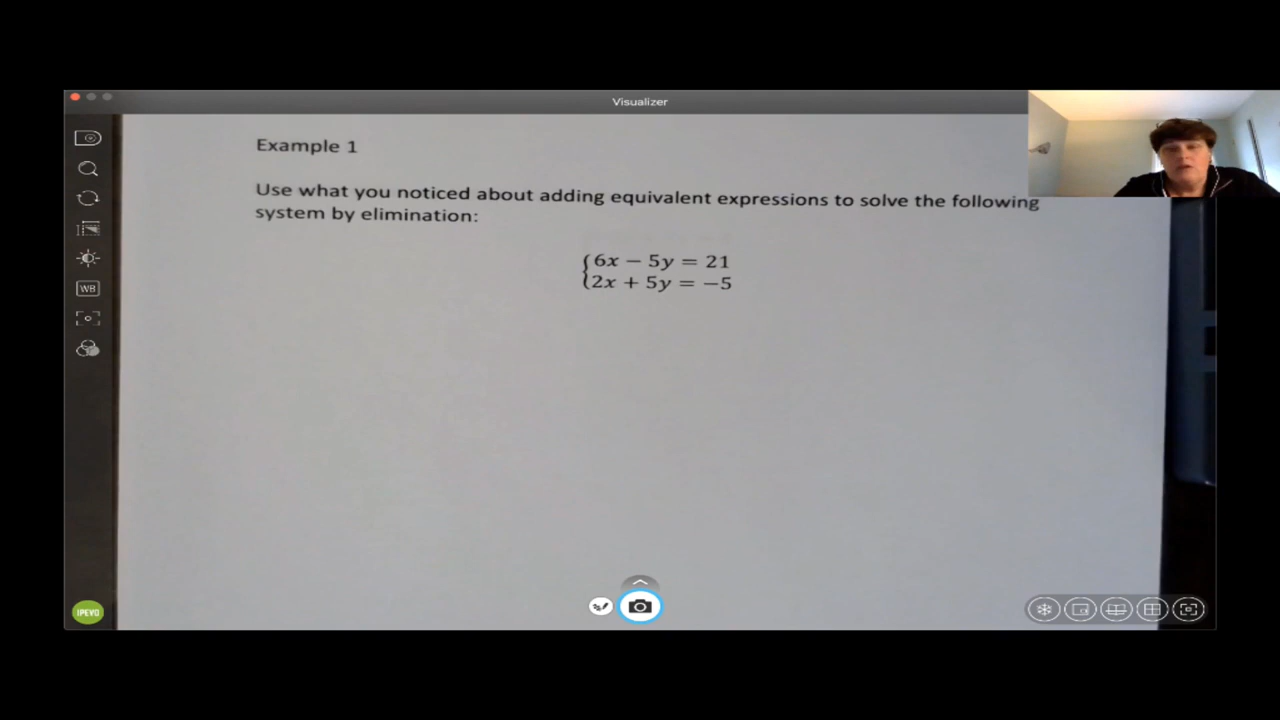 Visualizer
Example 1
Use what you noticed about adding equivalent expressions to solve the following
system by elimination:
6x − 5y = 21
2x + 5y = −5
WB
IPEVO